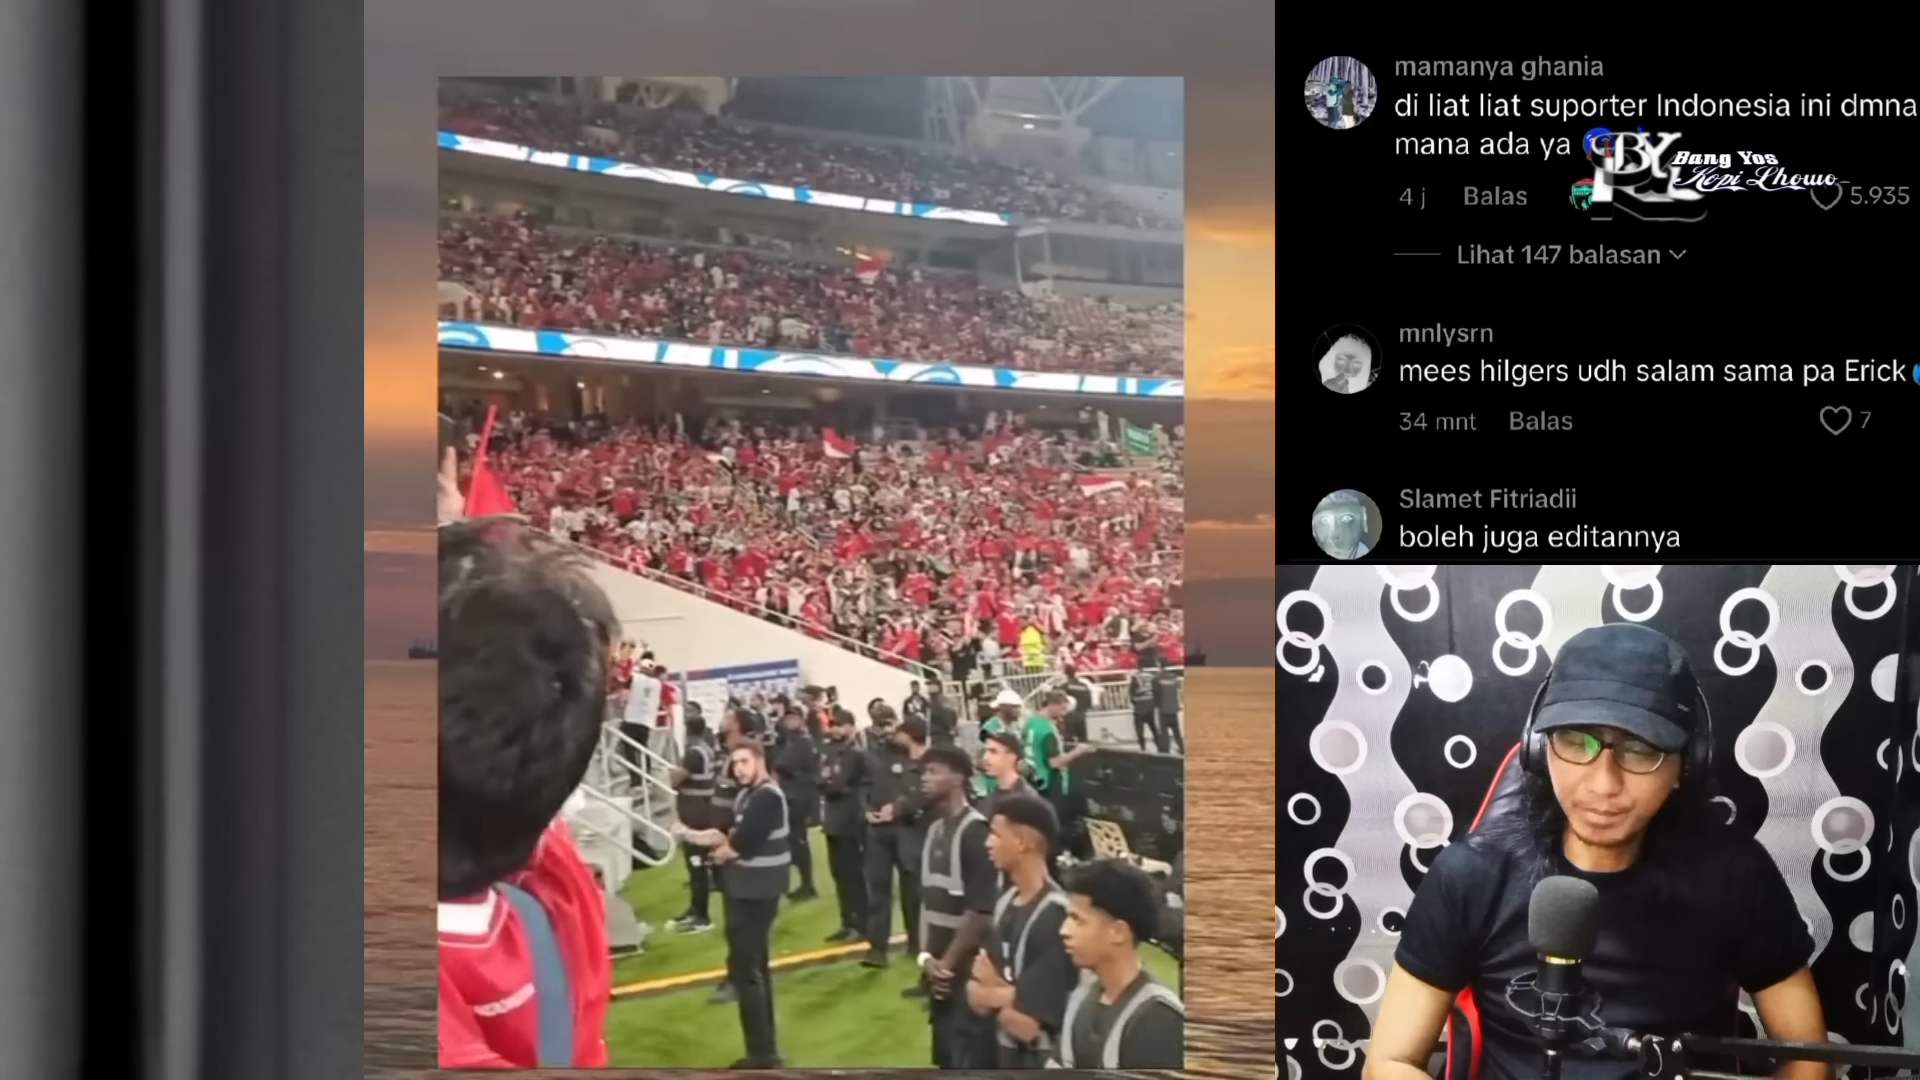 mamanya ghania
di liat liat suporter Indonesia ini dmna
mana ada ya
BY Bang Yos
Kopi Lhowo
4 j Balas 5.935
Lihat 147 balasan
mnlysrn
mees hilgers udh salam sama pa Erick
34 mnt Balas 7
Slamet Fitriadii
boleh juga editannya